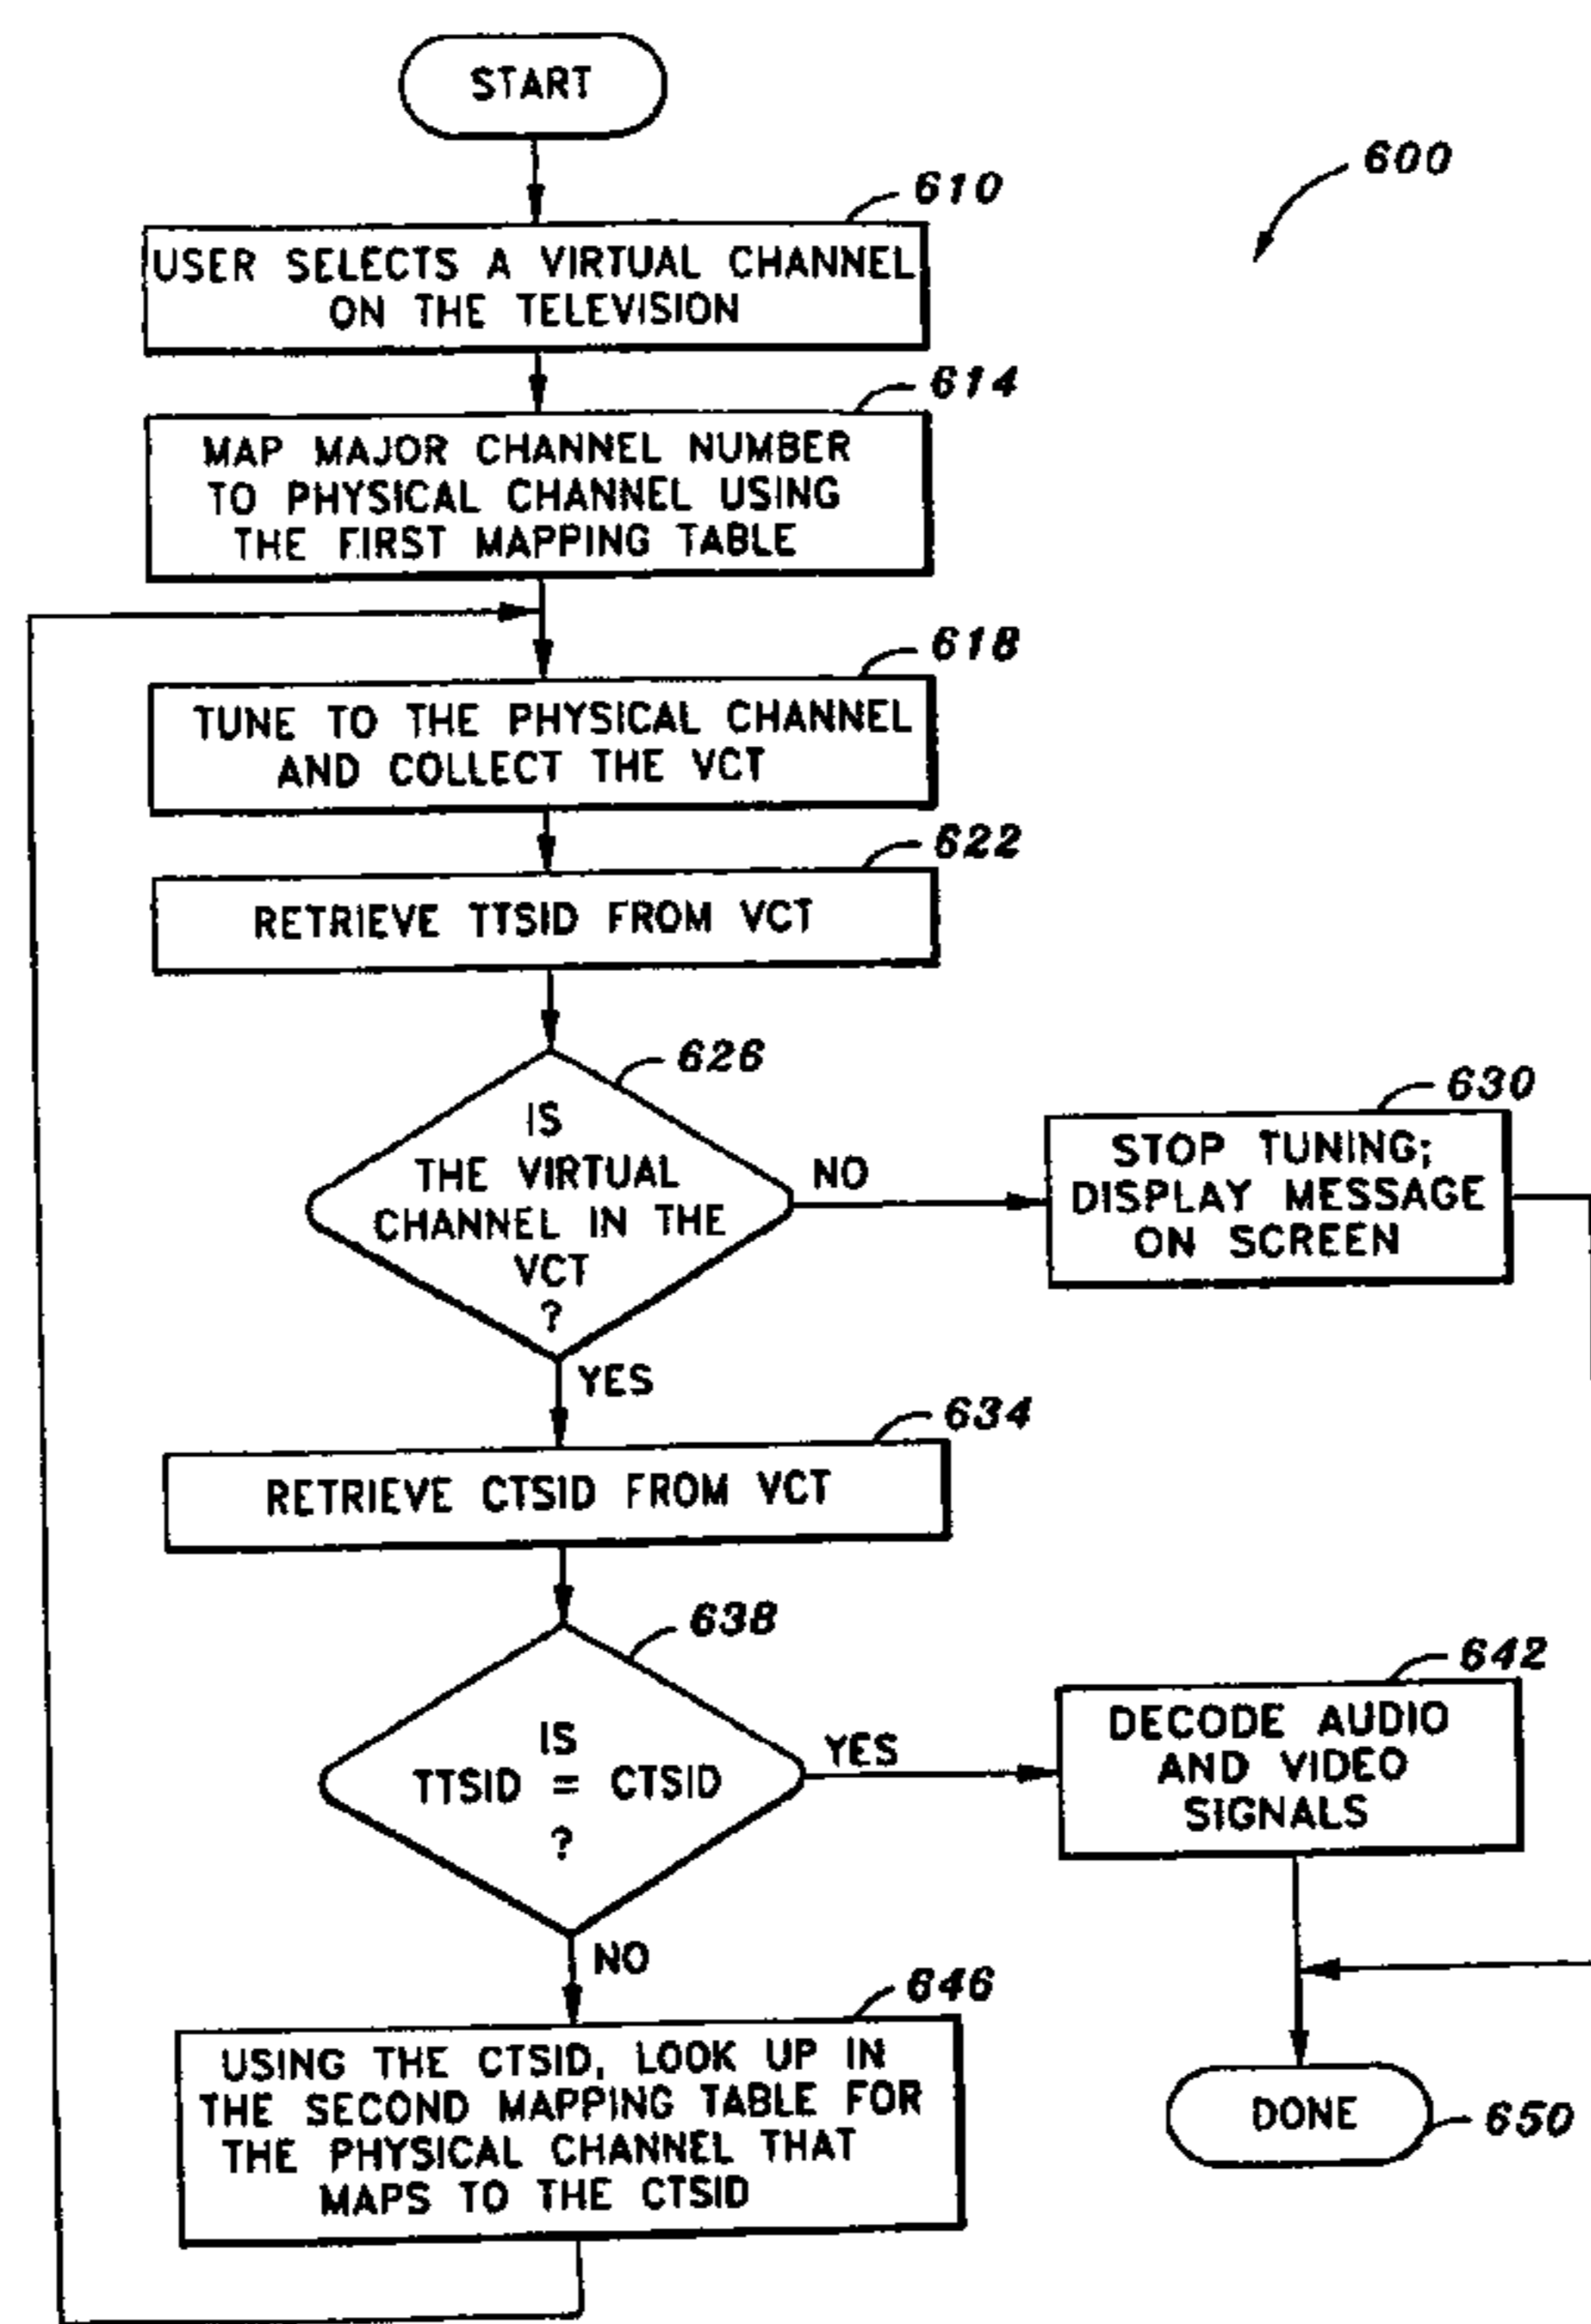 START
600
610
USER SELECTS A VIRTUAL CHANNEL
ON THE TELEVISION
614
MAP MAJOR CHANNEL NUMBER
TO PHYSICAL CHANNEL USING
THE FIRST MAPPING TABLE
618
TUNE TO THE PHYSICAL CHANNEL
AND COLLECT THE VCT
622
RETRIEVE TTSID FROM VCT
626
IS
THE VIRTUAL
CHANNEL IN THE
VCT
?
NO
630
STOP TUNING;
DISPLAY MESSAGE
ON SCREEN
YES
634
RETRIEVE CTSID FROM VCT
638
IS
TTSID = CTSID
?
YES
642
DECODE AUDIO
AND VIDEO
SIGNALS
NO
646
USING THE CTSID, LOOK UP IN
THE SECOND MAPPING TABLE FOR
THE PHYSICAL CHANNEL THAT
MAPS TO THE CTSID
DONE
650